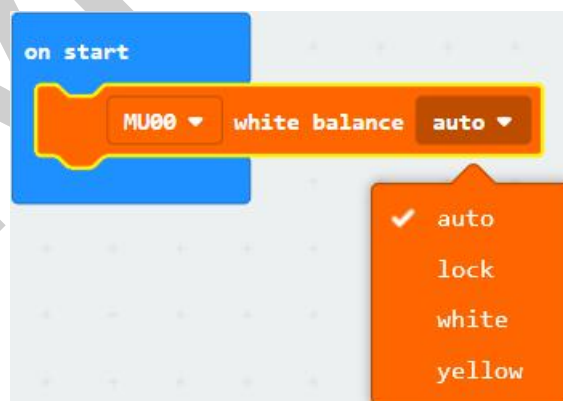 on start
MU00 white balance auto
auto
lock
white
yellow